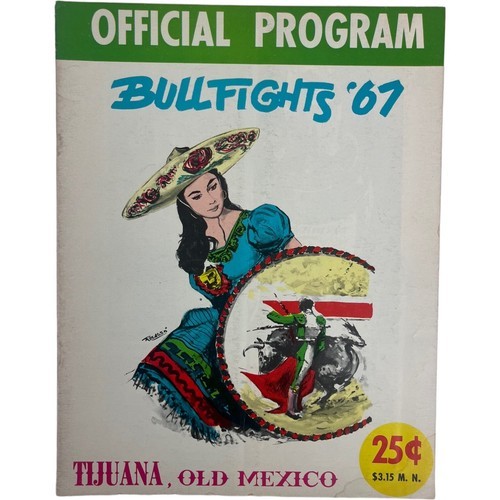 OFFICIAL PROGRAM
BULLFIGHTS '67
TIJUANA, OLD MEXICO
25¢
$3.15 M. N.